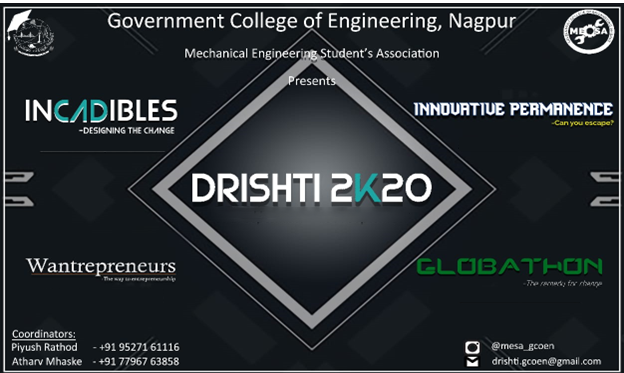 Government College of Engineering, Nagpur
MEISA
Mechanical Engineering Student's Association
Presents
INCADIBLES
-DESIGNING THE CHANGE
INNOVATIVE PERMANENCE
-Can you escape?
DRISHTI 2K20
Wantrepreneurs
-The way to entrepreneurship
GLOBATHON
-The remedy for change
Coordinators:
Piyush Rathod - +91 95271 61116
Atharv Mhaske - +91 77967 63858
@mesa_gcoen
drishti.gcoen@gmail.com